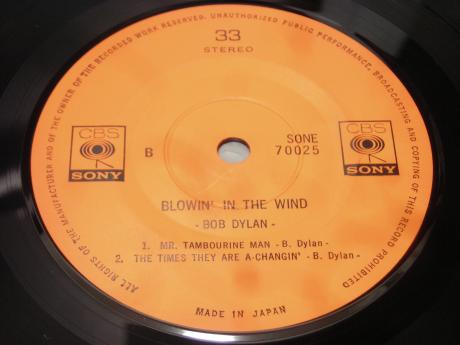 ALL RIGHTS OF THE MANUFACTURER AND OF THE OWNER OF THE RECORDED WORK RESERVED. UNAUTHORIZED PUBLIC PERFORMANCE, BROADCASTING AND COPYING OF THIS RECORD PROHIBITED
33
STEREO
CBS
SONY
B
SONE
70025
CBS
SONY
BLOWIN' IN THE WIND
- BOB DYLAN -
1. MR. TAMBOURINE MAN - B. Dylan -
2. THE TIMES THEY ARE A-CHANGIN' - B. Dylan -
MADE IN JAPAN